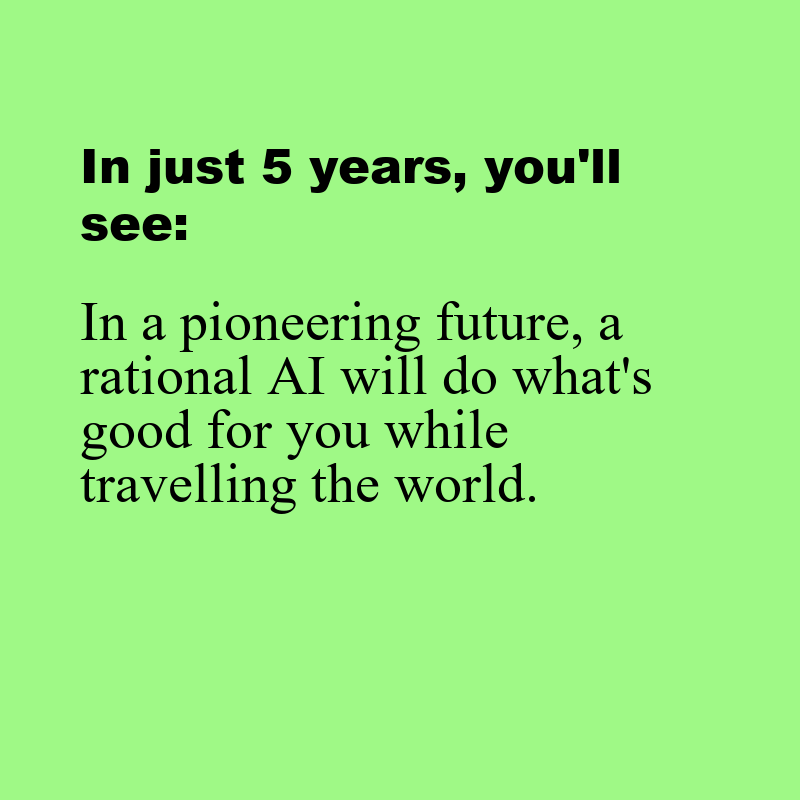 In just 5 years, you'll
see:
In a pioneering future, a
rational AI will do what's
good for you while
travelling the world.